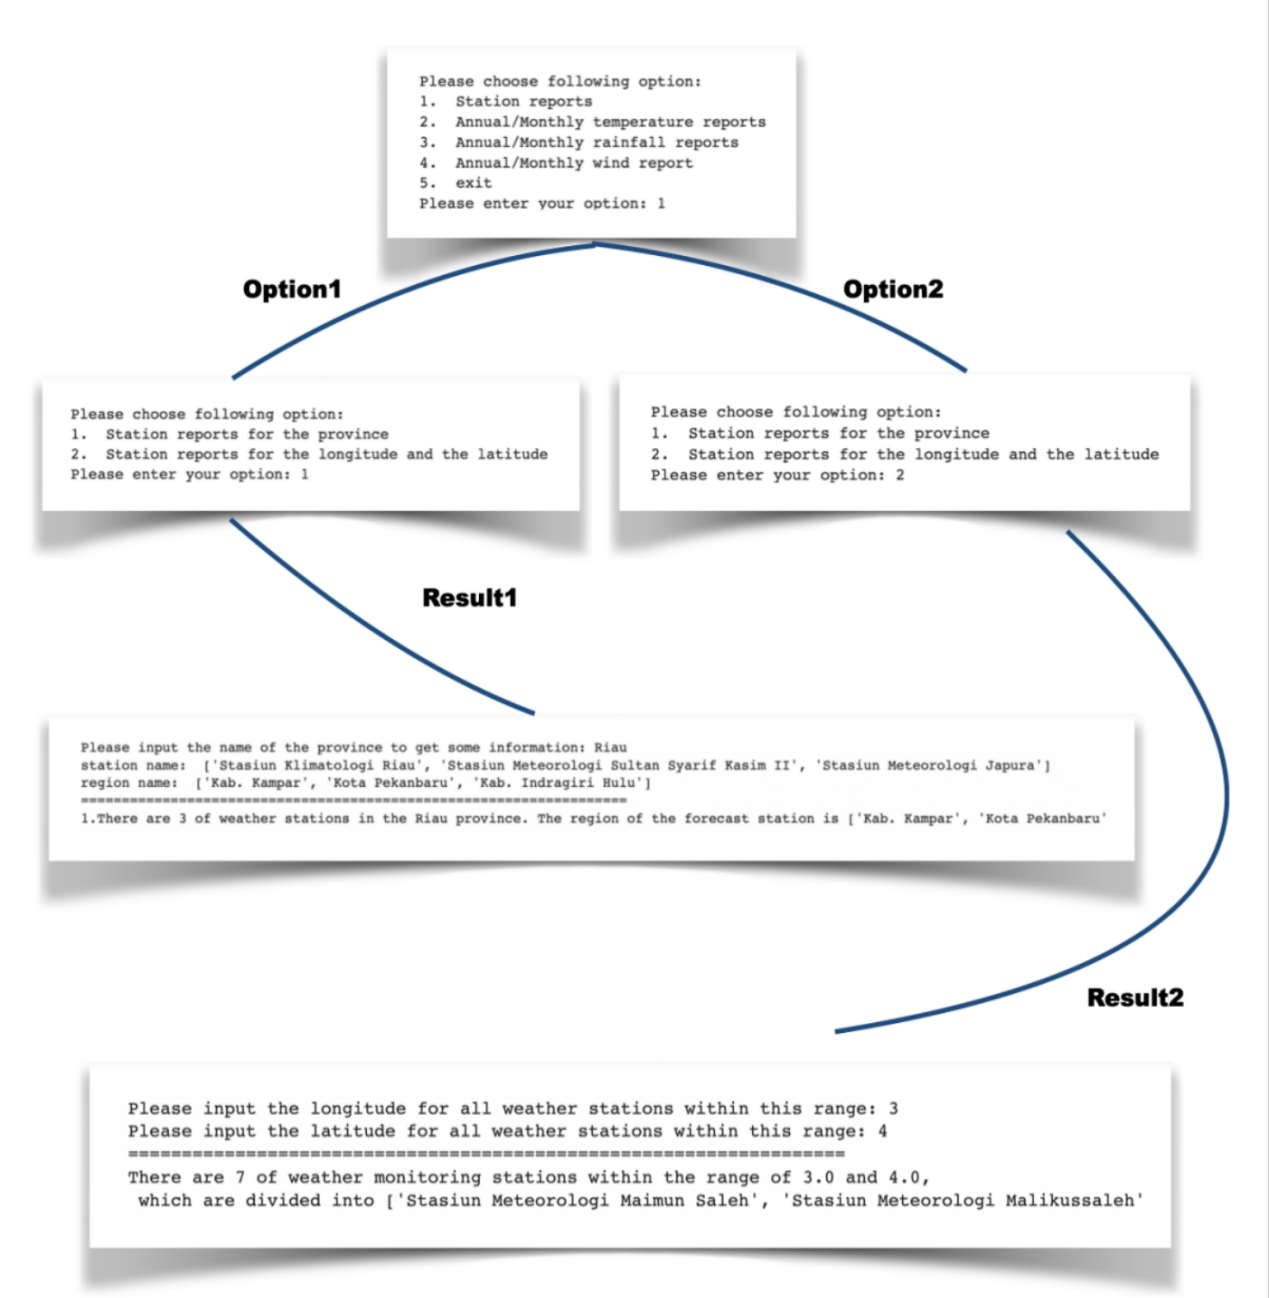 Please choose following option:
1. Station reports
2. Annual/Monthly temperature reports
3. Annual/Monthly rainfall reports
4. Annual/Monthly wind report
5. exit
Please enter your option: 1
Option1
Option2
Please choose following option:
1. Station reports for the province
2. Station reports for the longitude and the latitude
Please enter your option: 1
Please choose following option:
1. Station reports for the province
2. Station reports for the longitude and the latitude
Please enter your option: 2
Result1
Please input the name of the province to get some information: Riau
station name: ['Stasiun Klimatologi Riau', 'Stasiun Meteorologi Sultan Syarif Kasim II', 'Stasiun Meteorologi Japura']
region name: ['Kab. Kampar', 'Kota Pekanbaru', 'Kab. Indragiri Hulu']
====================================================================
1.There are 3 of weather stations in the Riau province. The region of the forecast station is ['Kab. Kampar', 'Kota Pekanbaru'
Result2
Please input the longitude for all weather stations within this range: 3
Please input the latitude for all weather stations within this range: 4
===================================================================
There are 7 of weather monitoring stations within the range of 3.0 and 4.0,
which are divided into ['Stasiun Meteorologi Maimun Saleh', 'Stasiun Meteorologi Malikussaleh'